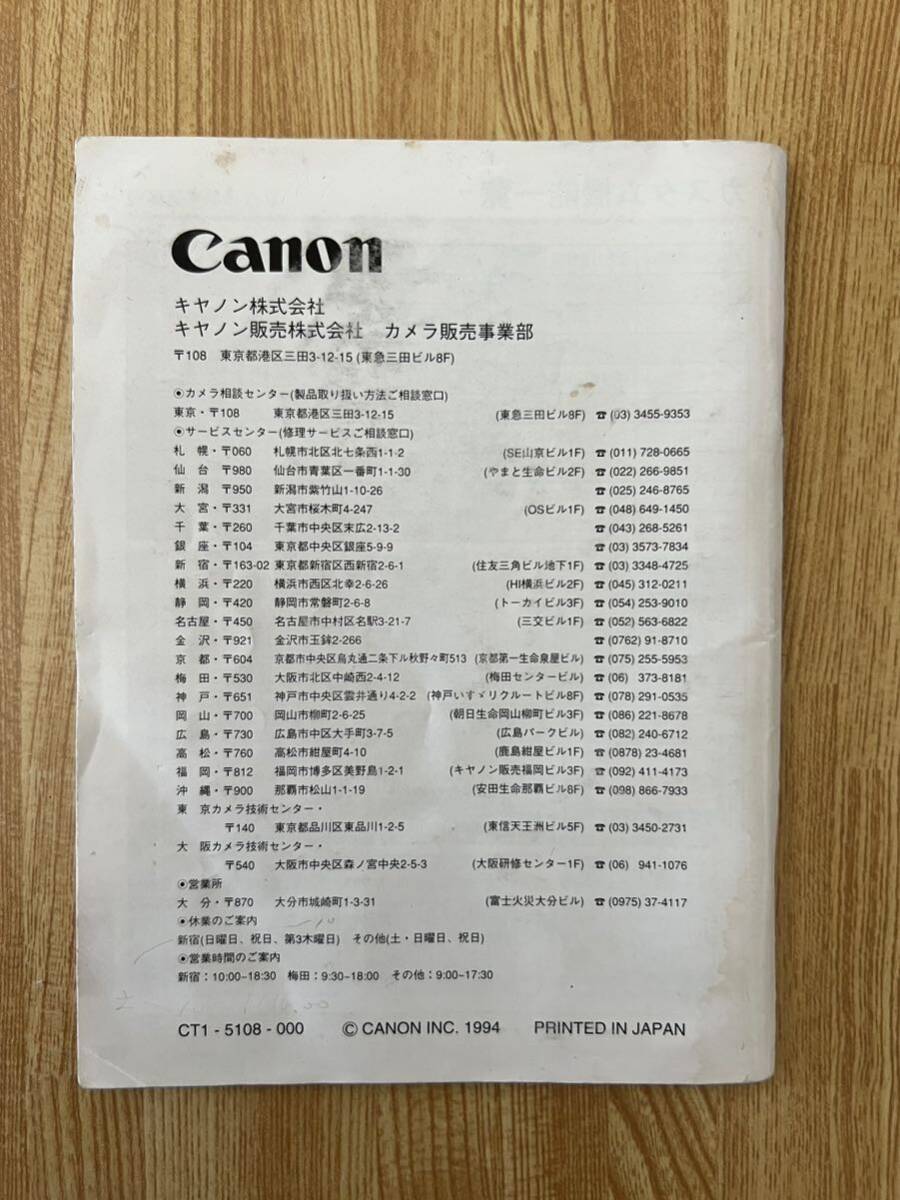 Canon
キヤノン株式会社
キヤノン販売株式会社　カメラ販売事業部
〒108　東京都港区三田3-12-15 (東急三田ビル8F)
◉カメラ相談センター(製品取り扱い方法ご相談窓口)
東京・〒108　東京都港区三田3-12-15　(東急三田ビル8F)　☎ (03) 3455-9353
◉サービスセンター(修理サービスご相談窓口)
札　幌・〒060　札幌市北区北七条西1-1-2　(SE山京ビル1F)　☎ (011) 728-0665
仙　台・〒980　仙台市青葉区一番町1-1-30　(やまと生命ビル2F)　☎ (022) 266-9851
新　潟・〒950　新潟市紫竹山1-10-26　☎ (025) 246-8765
大　宮・〒331　大宮市桜木町4-247　(OSビル1F)　☎ (048) 649-1450
千　葉・〒260　千葉市中央区末広2-13-2　☎ (043) 268-5261
銀　座・〒104　東京都中央区銀座5-9-9　☎ (03) 3573-7834
新　宿・〒163-02 東京都新宿区西新宿2-6-1　(住友三角ビル地下1F)　☎ (03) 3348-4725
横　浜・〒220　横浜市西区北幸2-6-26　(HI横浜ビル2F)　☎ (045) 312-0211
静　岡・〒420　静岡市常磐町2-6-8　(トーカイビル3F)　☎ (054) 253-9010
名古屋・〒450　名古屋市中村区名駅3-21-7　(三交ビル1F)　☎ (052) 563-6822
金　沢・〒921　金沢市玉鉾2-266　☎ (0762) 91-8710
京　都・〒604　京都市中央区烏丸通二条下ル秋野々町513　(京都第一生命泉屋ビル)　☎ (075) 255-5953
梅　田・〒530　大阪市北区中崎西2-4-12　(梅田センタービル)　☎ (06)　373-8181
神　戸・〒651　神戸市中央区雲井通り4-2-2　(神戸いすゞリクルートビル8F)　☎ (078) 291-0535
岡　山・〒700　岡山市柳町2-6-25　(朝日生命岡山柳町ビル3F)　☎ (086) 221-8678
広　島・〒730　広島市中区大手町3-7-5　(広島パークビル)　☎ (082) 240-6712
高　松・〒760　高松市紺屋町4-10　(鹿島紺屋ビル1F)　☎ (0878) 23-4681
福　岡・〒812　福岡市博多区美野島1-2-1　(キヤノン販売福岡ビル3F)　☎ (092) 411-4173
沖　縄・〒900　那覇市松山1-1-19　(安田生命那覇ビル8F)　☎ (098) 866-7933
東　京カメラ技術センター・
〒140　東京都品川区東品川1-2-5　(東信天王洲ビル5F)　☎ (03) 3450-2731
大　阪カメラ技術センター・
〒540　大阪市中央区森ノ宮中央2-5-3　(大阪研修センター1F)　☎ (06)　941-1076
◉営業所
大　分・〒870　大分市城崎町1-3-31　(富士火災大分ビル)　☎ (0975) 37-4117
◉休業のご案内
新宿(日曜日、祝日、第3木曜日)　その他(土・日曜日、祝日)
◉営業時間のご案内
新宿：10:00~18:30　梅田：9:30~18:00　その他：9:00~17:30
CT1 - 5108 - 000　© CANON INC. 1994　PRINTED IN JAPAN